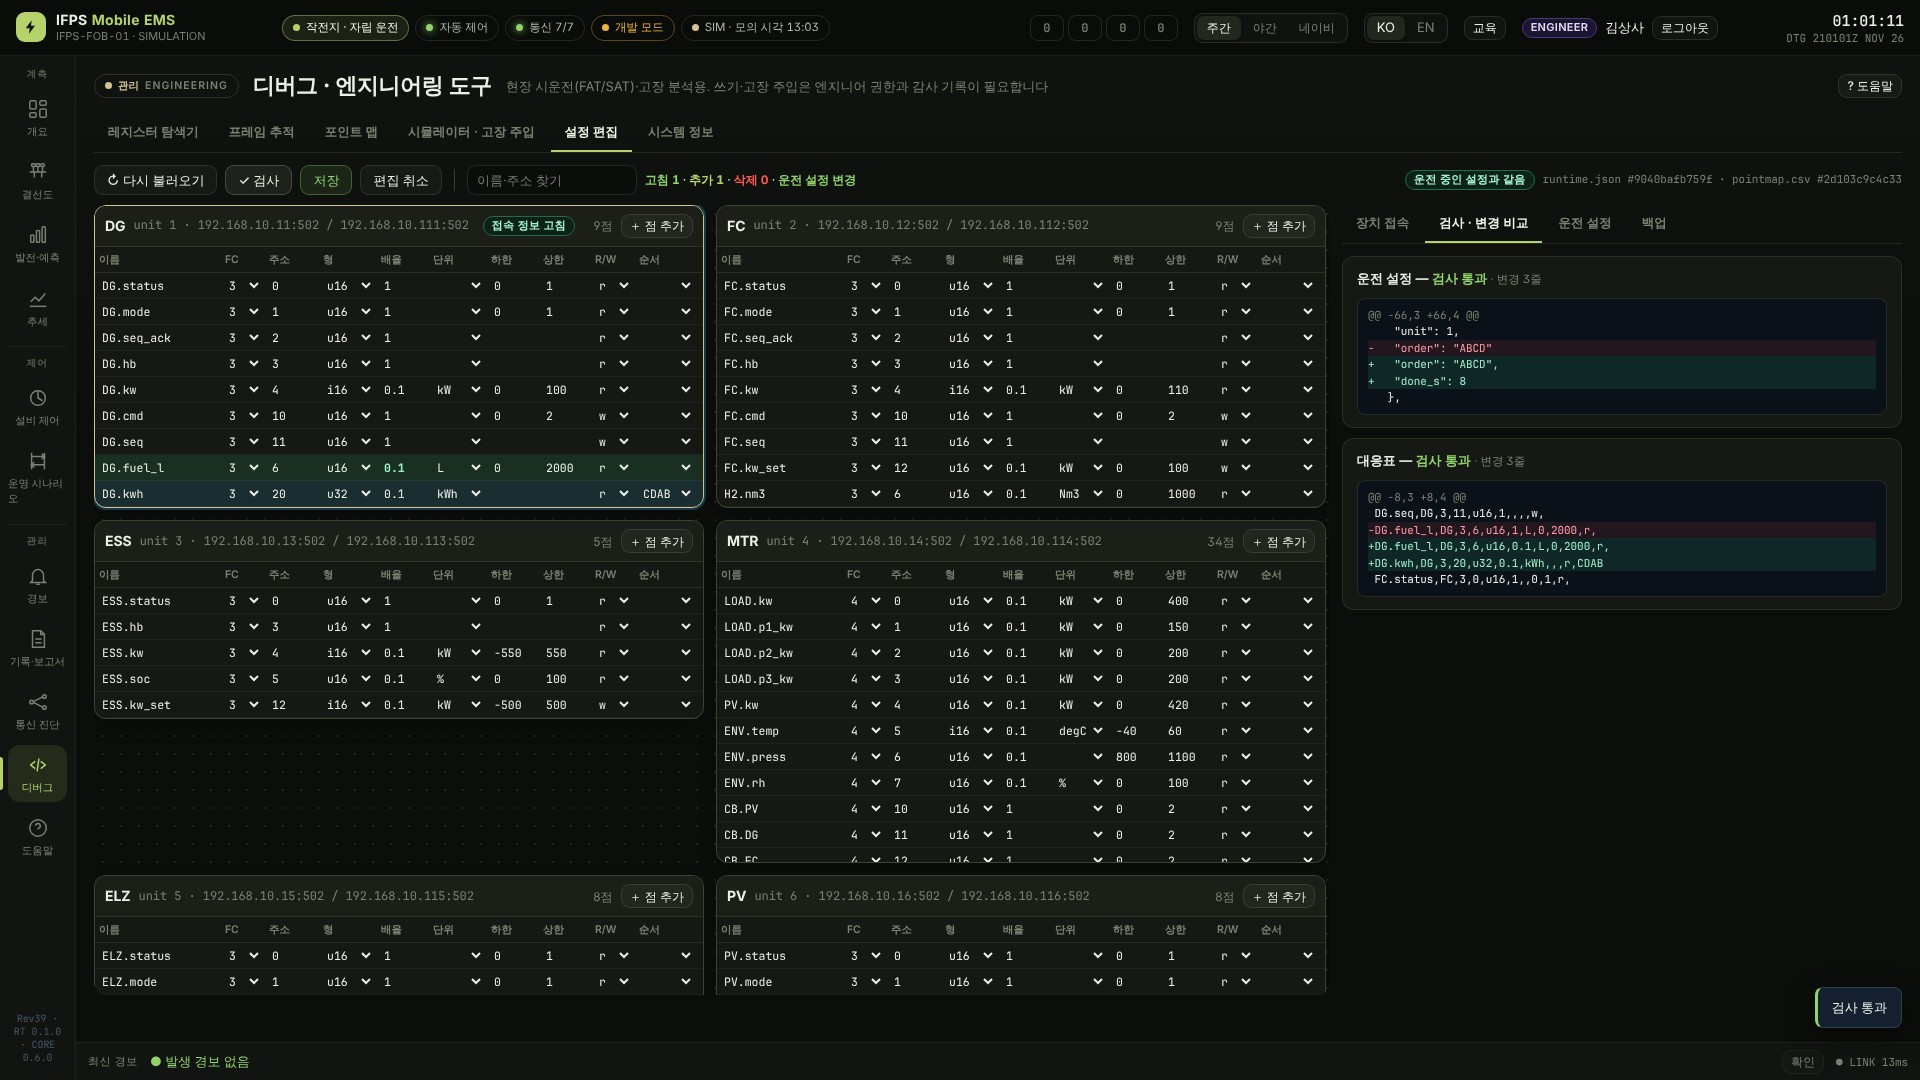 IFPS Mobile EMS
IFPS-FOB-01 · SIMULATION
작전지 · 자립 운전
자동 제어
통신 7/7
개발 모드
SIM · 모의 시각 13:03
0 0 0 0
주간 야간 네이비
KO EN
교육
ENGINEER 김상사 로그아웃
01:01:11
DTG 210101Z NOV 26
계측
개요
결선도
발전·예측
추세
제어
설비 제어
운영 시나리
오
관리
경보
기록·보고서
통신 진단
디버그
도움말
Rev39 ·
RT 0.1.0
· CORE
0.6.0
관리 ENGINEERING
디버그 · 엔지니어링 도구
현장 시운전(FAT/SAT)·고장 분석용. 쓰기·고장 주입은 엔지니어 권한과 감사 기록이 필요합니다
? 도움말
레지스터 탐색기 프레임 추적 포인트 맵 시뮬레이터 · 고장 주입 설정 편집 시스템 정보
↻ 다시 불러오기 ✓ 검사 저장 편집 취소 이름·주소 찾기 고침 1 · 추가 1 · 삭제 0 · 운전 설정 변경
운전 중인 설정과 같음 runtime.json #9040bafb759f · pointmap.csv #2d103c9c4c33
DG unit 1 · 192.168.10.11:502 / 192.168.10.111:502 접속 정보 고침 9점 + 점 추가
이름 FC 주소 형 배율 단위 하한 상한 R/W 순서
DG.status 3 0 u16 1 0 1 r
DG.mode 3 1 u16 1 0 1 r
DG.seq_ack 3 2 u16 1 r
DG.hb 3 3 u16 1 r
DG.kw 3 4 i16 0.1 kW 0 100 r
DG.cmd 3 10 u16 1 0 2 w
DG.seq 3 11 u16 1 w
DG.fuel_l 3 6 u16 0.1 L 0 2000 r
DG.kwh 3 20 u32 0.1 kWh r CDAB
FC unit 2 · 192.168.10.12:502 / 192.168.10.112:502 9점 + 점 추가
이름 FC 주소 형 배율 단위 하한 상한 R/W 순서
FC.status 3 0 u16 1 0 1 r
FC.mode 3 1 u16 1 0 1 r
FC.seq_ack 3 2 u16 1 r
FC.hb 3 3 u16 1 r
FC.kw 3 4 i16 0.1 kW 0 110 r
FC.cmd 3 10 u16 1 0 2 w
FC.seq 3 11 u16 1 w
FC.kw_set 3 12 u16 0.1 kW 0 100 w
H2.nm3 3 6 u16 0.1 Nm3 0 1000 r
ESS unit 3 · 192.168.10.13:502 / 192.168.10.113:502 5점 + 점 추가
이름 FC 주소 형 배율 단위 하한 상한 R/W 순서
ESS.status 3 0 u16 1 0 1 r
ESS.hb 3 3 u16 1 r
ESS.kw 3 4 i16 0.1 kW -550 550 r
ESS.soc 3 5 u16 0.1 % 0 100 r
ESS.kw_set 3 12 i16 0.1 kW -500 500 w
MTR unit 4 · 192.168.10.14:502 / 192.168.10.114:502 34점 + 점 추가
이름 FC 주소 형 배율 단위 하한 상한 R/W 순서
LOAD.kw 4 0 u16 0.1 kW 0 400 r
LOAD.p1_kw 4 1 u16 0.1 kW 0 150 r
LOAD.p2_kw 4 2 u16 0.1 kW 0 200 r
LOAD.p3_kw 4 3 u16 0.1 kW 0 200 r
PV.kw 4 4 u16 0.1 kW 0 420 r
ENV.temp 4 5 i16 0.1 degC -40 60 r
ENV.press 4 6 u16 0.1 800 1100 r
ENV.rh 4 7 u16 0.1 % 0 100 r
CB.PV 4 10 u16 1 0 2 r
CB.DG 4 11 u16 1 0 2 r
CB.FC 4 12 u16 1 0 2 r
ELZ unit 5 · 192.168.10.15:502 / 192.168.10.115:502 8점 + 점 추가
이름 FC 주소 형 배율 단위 하한 상한 R/W 순서
ELZ.status 3 0 u16 1 0 1 r
ELZ.mode 3 1 u16 1 0 1 r
PV unit 6 · 192.168.10.16:502 / 192.168.10.116:502 8점 + 점 추가
이름 FC 주소 형 배율 단위 하한 상한 R/W 순서
PV.status 3 0 u16 1 0 1 r
PV.mode 3 1 u16 1 0 1 r
장치 접속 검사 · 변경 비교 운전 설정 백업
운전 설정 — 검사 통과 · 변경 3줄
@@ -66,3 +66,4 @@
"unit": 1,
- "order": "ABCD"
+ "order": "ABCD",
+ "done_s": 8
},
대응표 — 검사 통과 · 변경 3줄
@@ -8,3 +8,4 @@
DG.seq,DG,3,11,u16,1,,,,w,
-DG.fuel_l,DG,3,6,u16,1,L,0,2000,r,
+DG.fuel_l,DG,3,6,u16,0.1,L,0,2000,r,
+DG.kwh,DG,3,20,u32,0.1,kWh,,,r,CDAB
FC.status,FC,3,0,u16,1,,0,1,r,
검사 통과
최신 경보 발생 경보 없음
확인 LINK 13ms